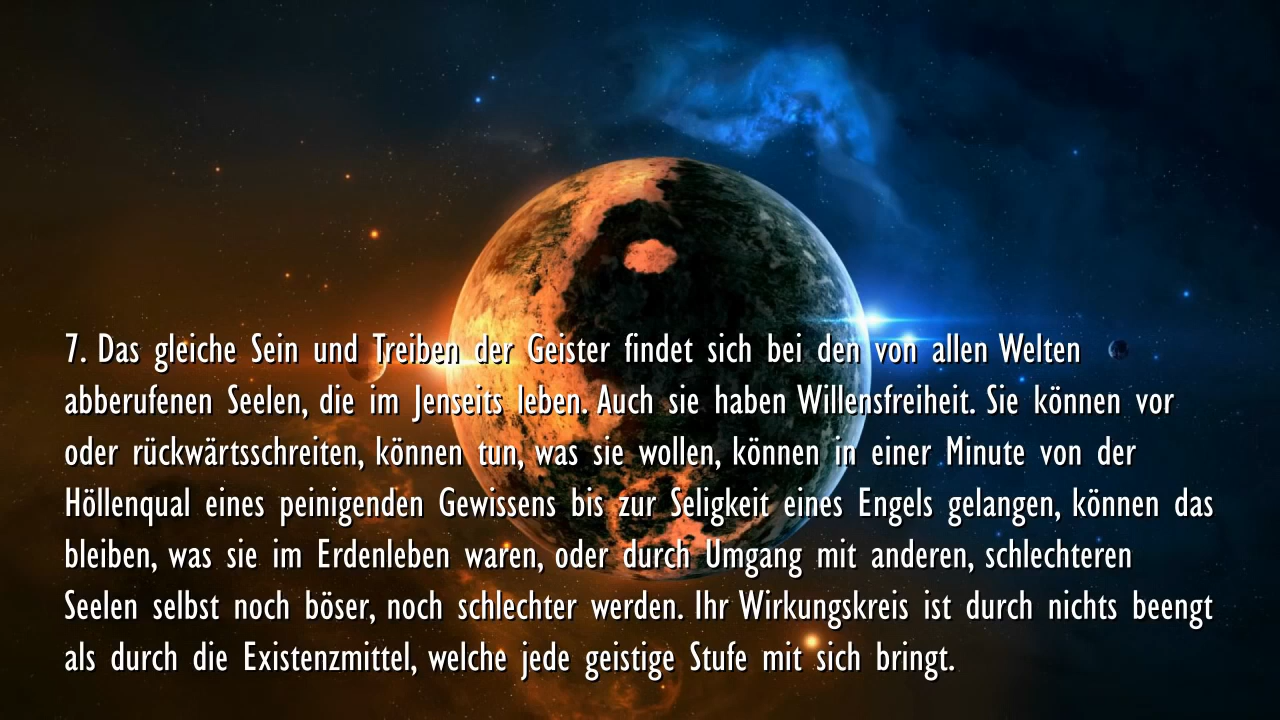 7. Das gleiche Sein und Treiben der Geister findet sich bei den von allen Welten
abberufenen Seelen, die im Jenseits leben. Auch sie haben Willensfreiheit. Sie können vor
oder rückwärtsschreiten, können tun, was sie wollen, können in einer Minute von der
Höllenqual eines peinigenden Gewissens bis zur Seligkeit eines Engels gelangen, können das
bleiben, was sie im Erdenleben waren, oder durch Umgang mit anderen, schlechteren
Seelen selbst noch böser, noch schlechter werden. Ihr Wirkungskreis ist durch nichts beengt
als durch die Existenzmittel, welche jede geistige Stufe mit sich bringt.